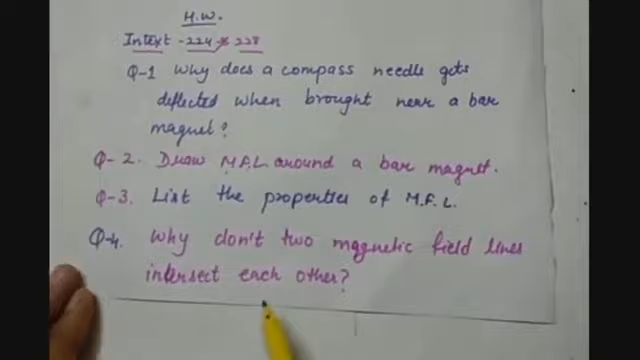 H.W.
Intext - 224 & 228
Q-1 Why does a compass needle gets
deflected when brought near a bar
magnet?
Q-2. Draw M.F.L around a bar magnet.
Q-3. List the properties of M.F.L.
Q-4. Why don't two magnetic field lines
intersect each other?